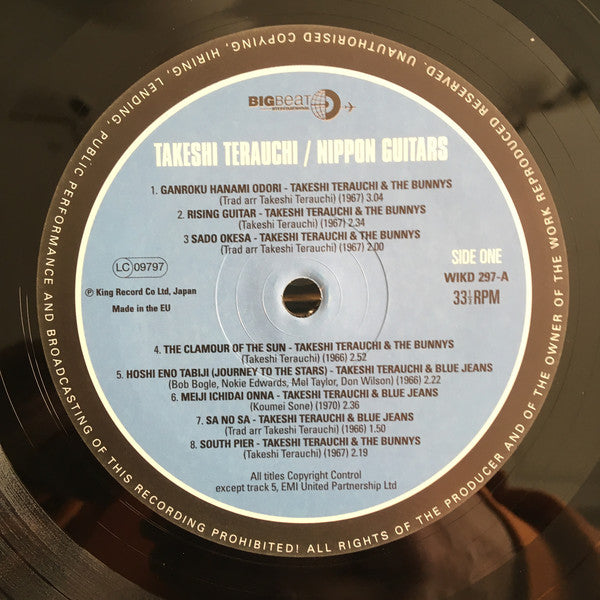 BIGBEAT
TAKESHI TERAUCHI / NIPPON GUITARS
1. GANROKU HANAMI ODORI - TAKESHI TERAUCHI & THE BUNNYS
(Trad arr Takeshi Terauchi) (1967) 3.04
2. RISING GUITAR - TAKESHI TERAUCHI & THE BUNNYS
(Takeshi Terauchi) (1967) 2.34
3 SADO OKESA - TAKESHI TERAUCHI & THE BUNNYS
(Trad arr Takeshi Terauchi) (1967) 2.00
LC 09797
SIDE ONE
WIKD 297-A
33⅓ RPM
℗ King Record Co Ltd, Japan
Made in the EU
4. THE CLAMOUR OF THE SUN - TAKESHI TERAUCHI & THE BUNNYS
(Takeshi Terauchi) (1966) 2.52
5. HOSHI ENO TABIJI (JOURNEY TO THE STARS) - TAKESHI TERAUCHI & BLUE JEANS
(Bob Bogle, Nokie Edwards, Mel Taylor, Don Wilson) (1966) 2.22
6. MEIJI ICHIDAI ONNA - TAKESHI TERAUCHI & BLUE JEANS
(Koumei Sone) (1970) 2.36
7. SA NO SA - TAKESHI TERAUCHI & BLUE JEANS
(Trad arr Takeshi Terauchi) (1966) 1.50
8. SOUTH PIER - TAKESHI TERAUCHI & THE BUNNYS
(Takeshi Terauchi) (1967) 2.19
All titles Copyright Control
except track 5, EMI United Partnership Ltd
ALL RIGHTS OF THE PRODUCER AND OF THE OWNER OF THE WORK REPRODUCED RESERVED. UNAUTHORISED COPYING, HIRING, LENDING, PUBLIC PERFORMANCE AND BROADCASTING OF THIS RECORDING PROHIBITED!